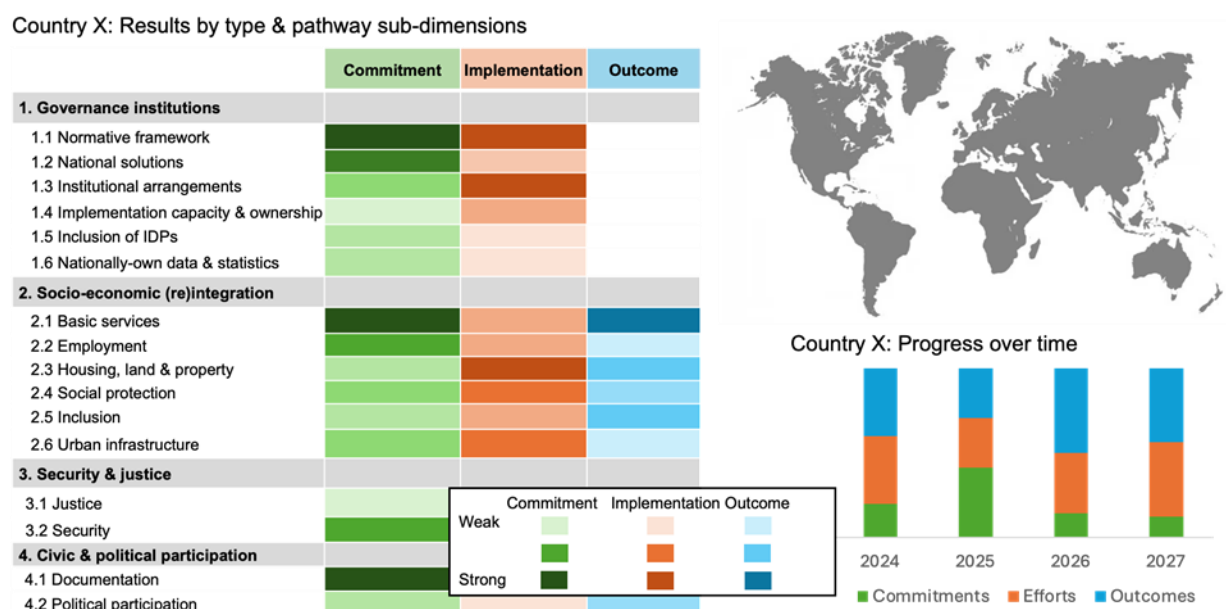 Country X: Results by type & pathway sub-dimensions
Commitment Implementation Outcome
1. Governance institutions
1.1 Normative framework
1.2 National solutions
1.3 Institutional arrangements
1.4 Implementation capacity & ownership
1.5 Inclusion of IDPs
1.6 Nationally-own data & statistics
2. Socio-economic (re)integration
2.1 Basic services
2.2 Employment
2.3 Housing, land & property
2.4 Social protection
2.5 Inclusion
2.6 Urban infrastructure
3. Security & justice
3.1 Justice
3.2 Security
4. Civic & political participation
4.1 Documentation
4.2 Political participation
Commitment Implementation Outcome
Weak
Strong
Country X: Progress over time
2024 2025 2026 2027
Commitments Efforts Outcomes